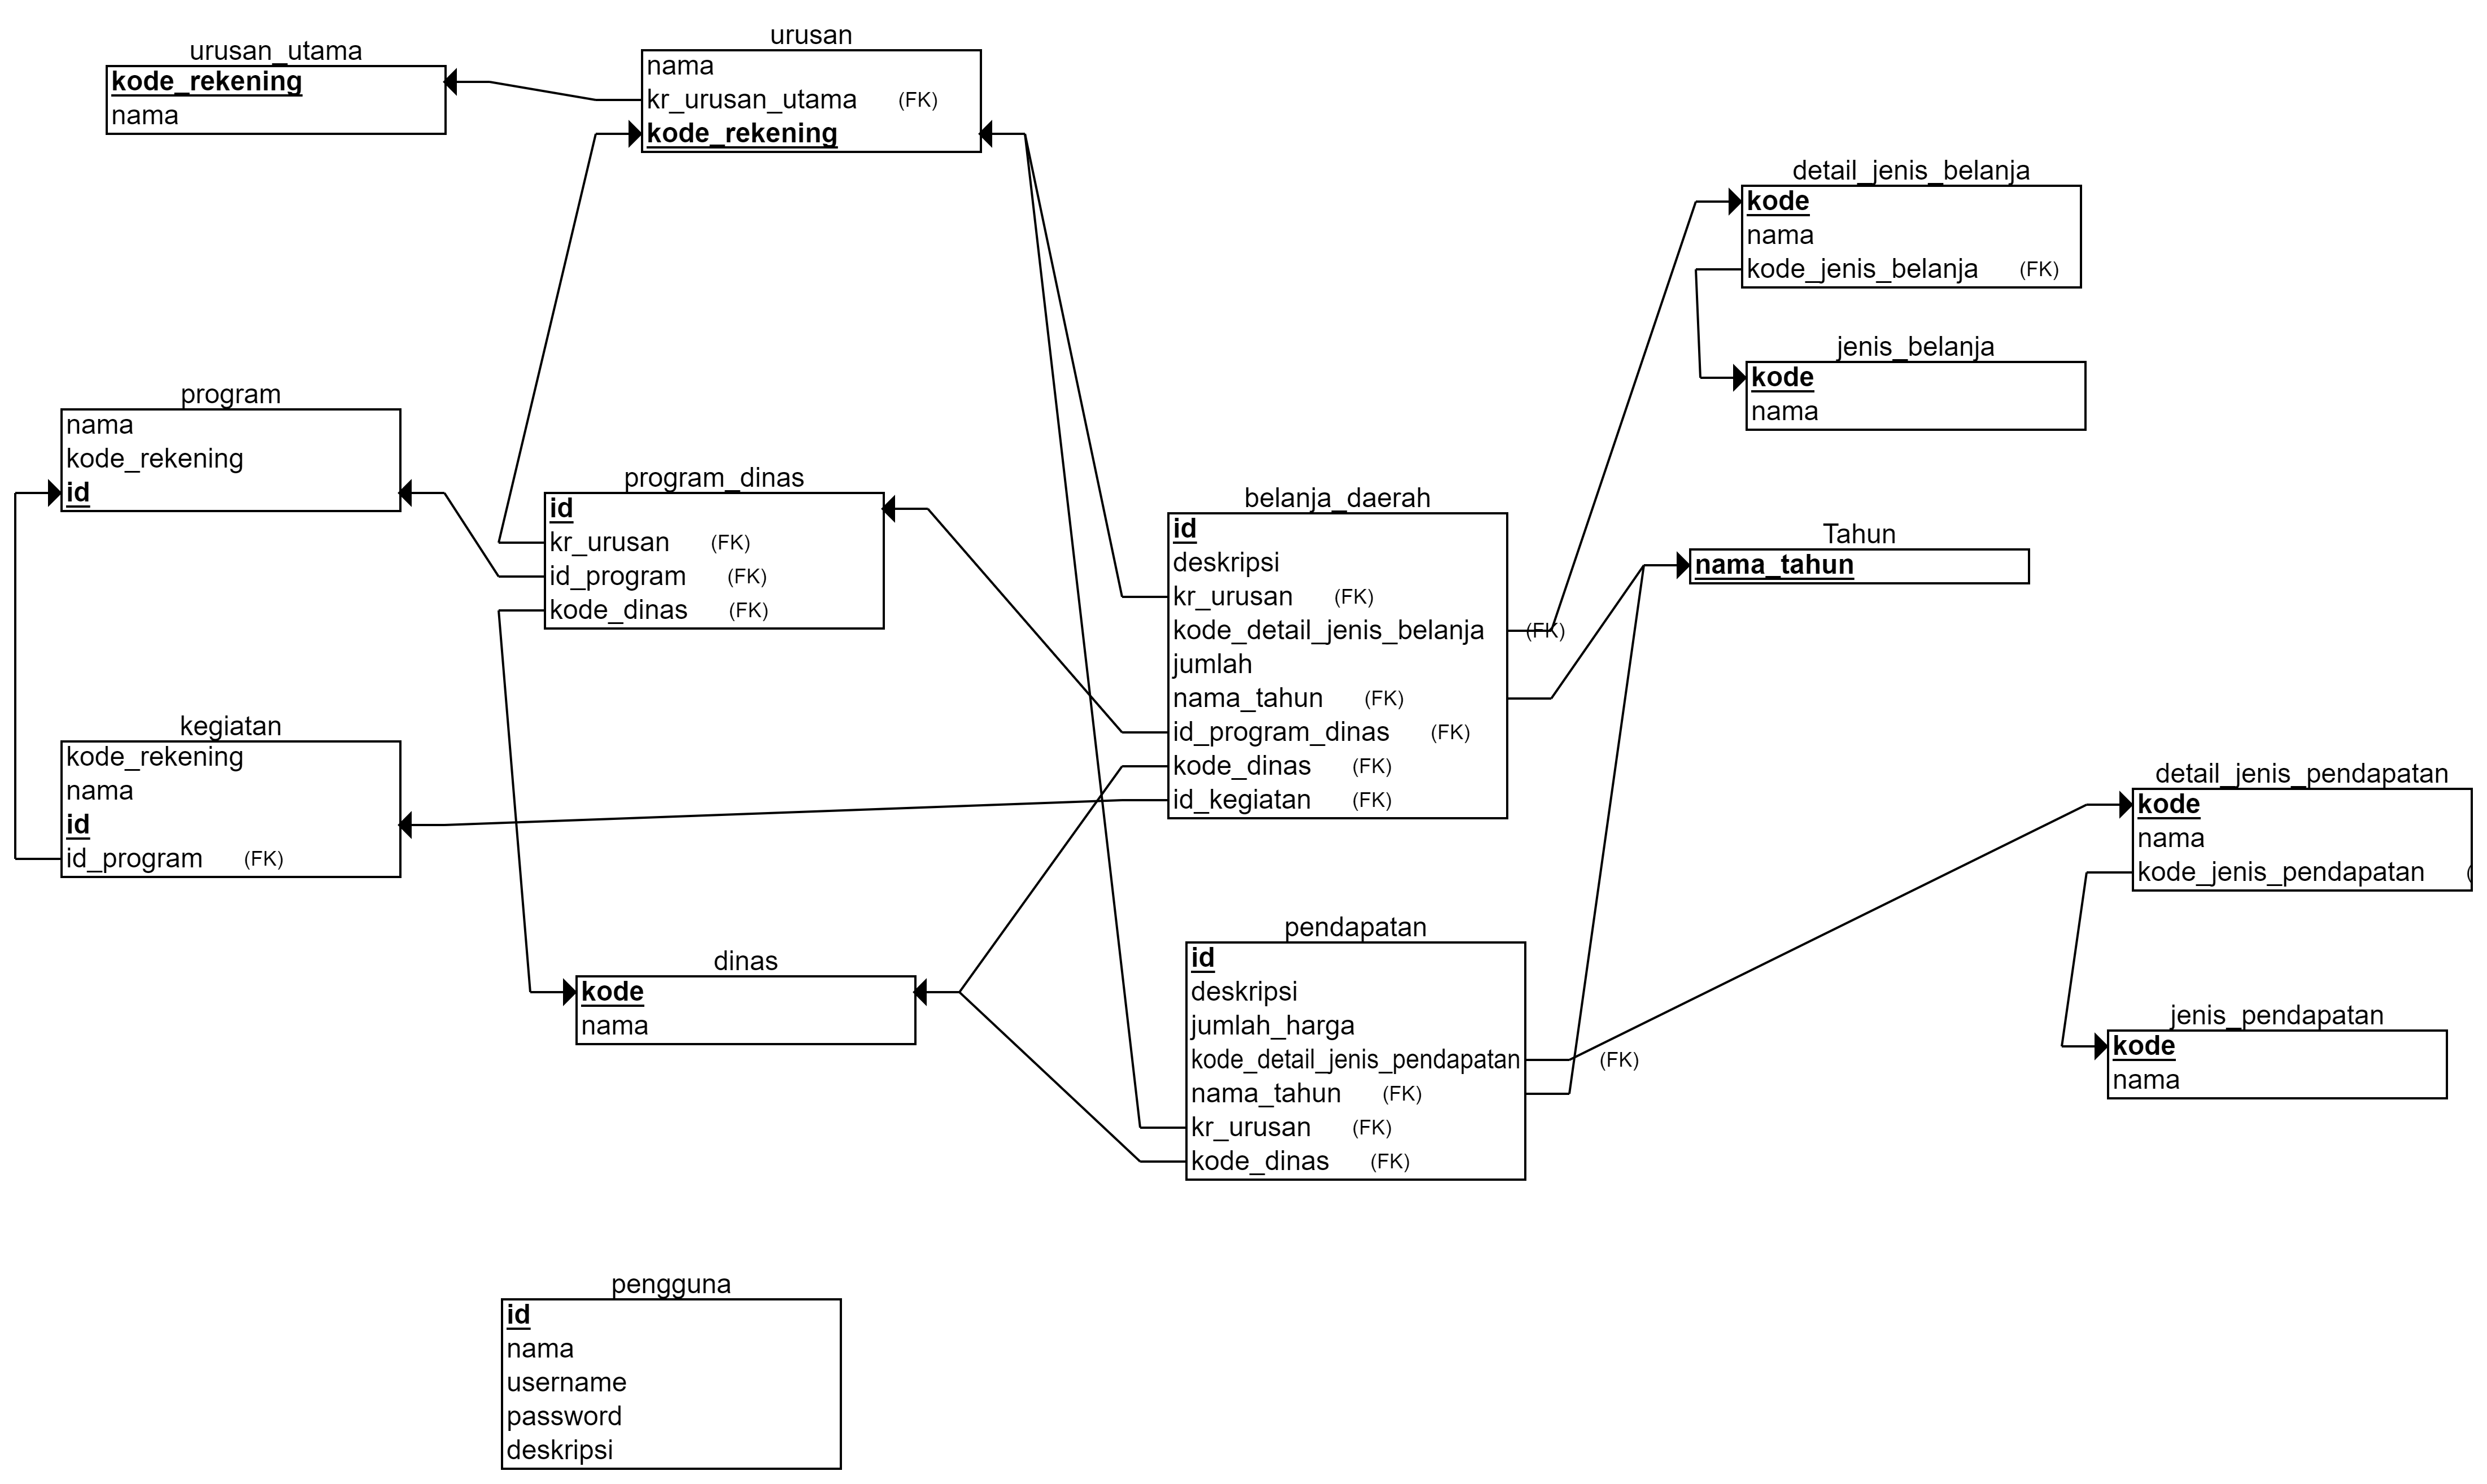 urusan_utama
kode_rekening
nama
urusan
nama
kr_urusan_utama (FK)
kode_rekening
detail_jenis_belanja
kode
nama
kode_jenis_belanja (FK)
jenis_belanja
kode
nama
program
nama
kode_rekening
id
program_dinas
id
kr_urusan (FK)
id_program (FK)
kode_dinas (FK)
belanja_daerah
id
deskripsi
kr_urusan (FK)
kode_detail_jenis_belanja (FK)
jumlah
nama_tahun (FK)
id_program_dinas (FK)
kode_dinas (FK)
id_kegiatan (FK)
Tahun
nama_tahun
kegiatan
kode_rekening
nama
id
id_program (FK)
detail_jenis_pendapatan
kode
nama
kode_jenis_pendapatan (
dinas
kode
nama
pendapatan
id
deskripsi
jumlah_harga
kode_detail_jenis_pendapatan (FK)
nama_tahun (FK)
kr_urusan (FK)
kode_dinas (FK)
jenis_pendapatan
kode
nama
pengguna
id
nama
username
password
deskripsi